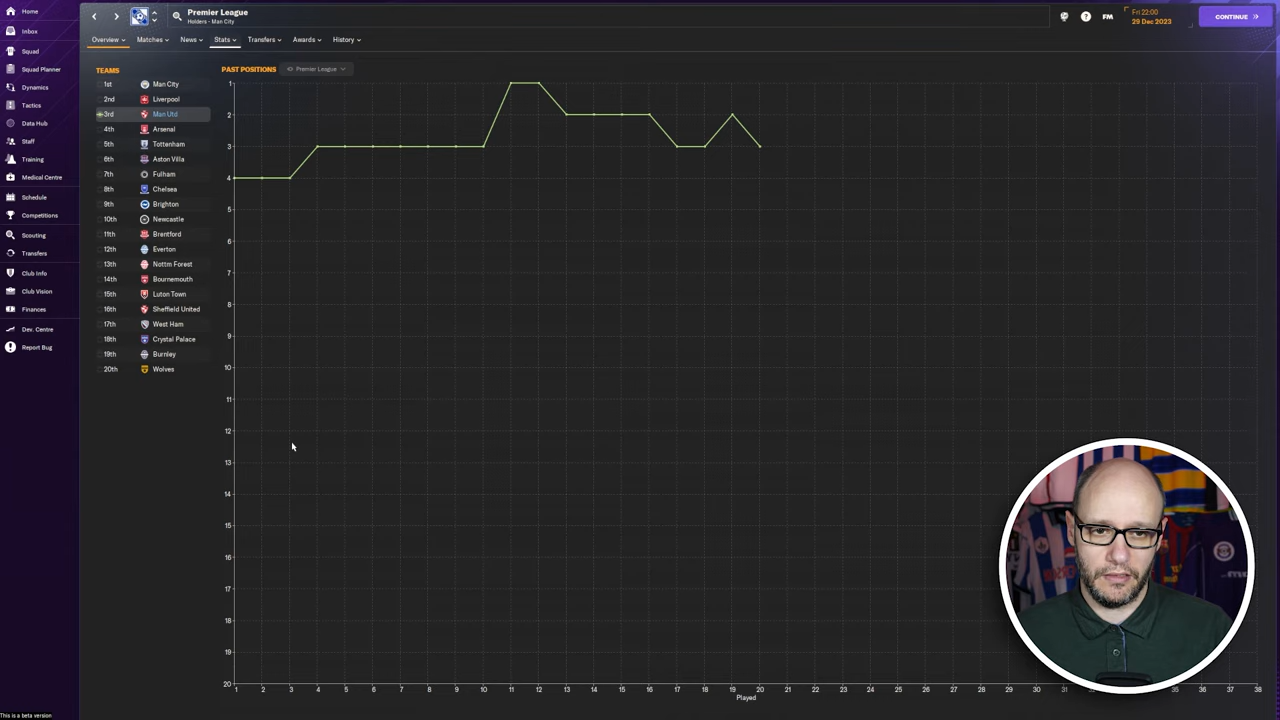 Home
Inbox
Squad
Squad Planner
Dynamics
Tactics
Data Hub
Staff
Training
Medical Centre
Schedule
Competitions
Scouting
Transfers
Club Info
Club Vision
Finances
Dev. Centre
Report Bug
This is a beta version
Premier League
Holders - Man City
FM
Fri 22:00
29 Dec 2023
CONTINUE
Overview Matches News Stats Transfers Awards History
TEAMS
1st Man City
2nd Liverpool
3rd Man Utd
4th Arsenal
5th Tottenham
6th Aston Villa
7th Fulham
8th Chelsea
9th Brighton
10th Newcastle
11th Brentford
12th Everton
13th Nottm Forest
14th Bournemouth
15th Luton Town
16th Sheffield United
17th West Ham
18th Crystal Palace
19th Burnley
20th Wolves
PAST POSITIONS Premier League
1
2
3
4
5
6
7
8
9
10
11
12
13
14
15
16
17
18
19
20
1 2 3 4 5 6 7 8 9 10 11 12 13 14 15 16 17 18 19 20 21 22 23 24 25 26 27 28 29 30 31 35 36 37 38
Played